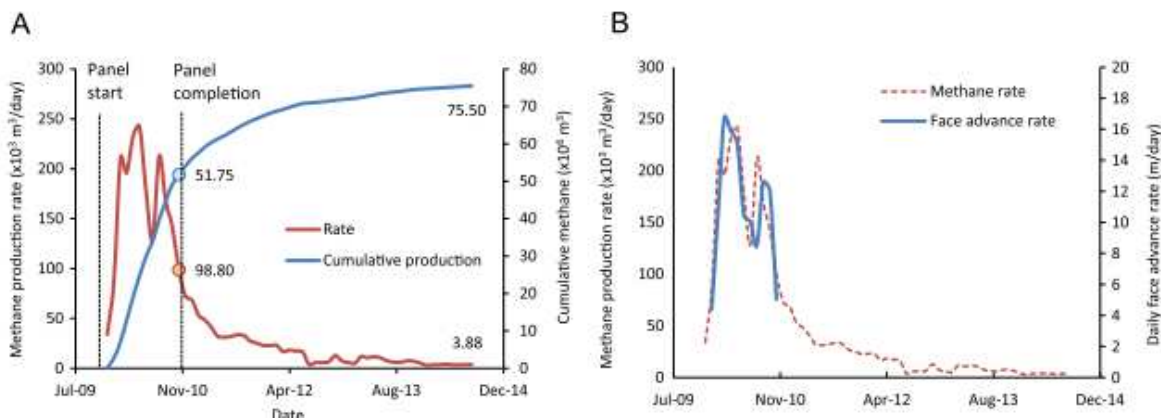 A
Methane production rate (x10³ m³/day)
300
250
200
150
100
50
0
Panel start
Panel completion
80
70
60
50
40
30
20
10
0
Cumulative methane (x10⁶ m³)
75.50
51.75
98.80
3.88
Rate
Cumulative production
Jul-09 Nov-10 Apr-12 Aug-13 Dec-14
Date
B
Methane production rate (x10³ m³/day)
300
250
200
150
100
50
0
Methane rate
Face advance rate
20
18
16
14
12
10
8
6
4
2
0
Daily face advance rate (m/day)
Jul-09 Nov-10 Apr-12 Aug-13 Dec-14